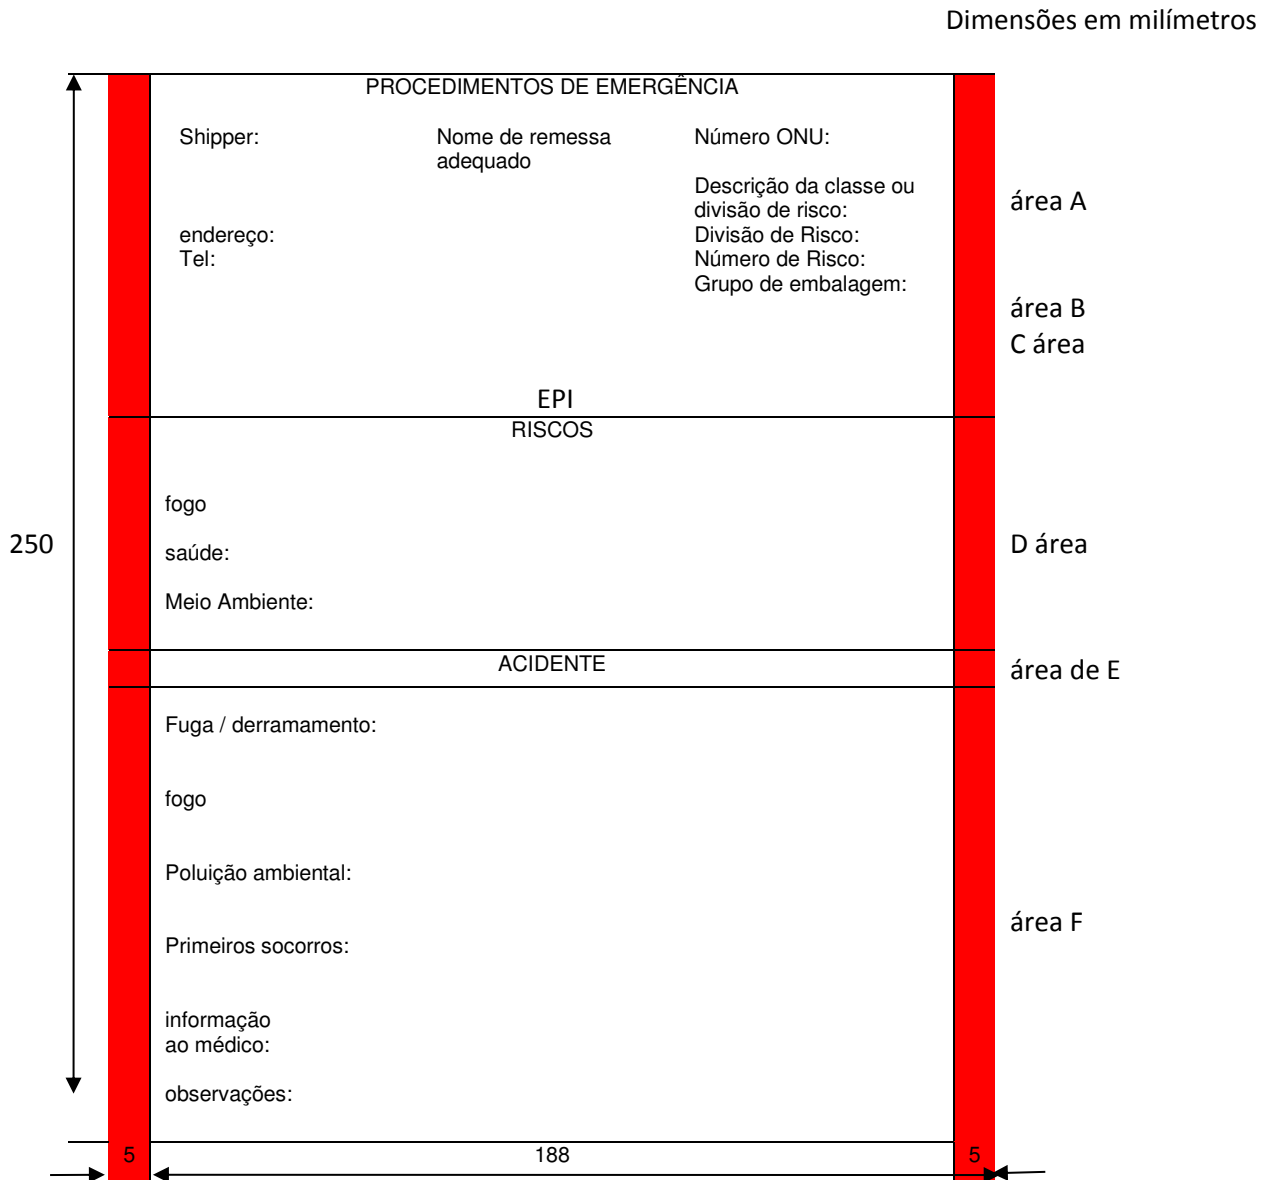 Dimensões em milímetros
PROCEDIMENTOS DE EMERGÊNCIA
Shipper:
Nome de remessa
adequado
Número ONU:
Descrição da classe ou
divisão de risco:
área A
endereço:
Divisão de Risco:
Tel:
Número de Risco:
Grupo de embalagem:
área B
C área
EPI
RISCOS
fogo
250
saúde:
D área
Meio Ambiente:
ACIDENTE
área de E
Fuga / derramamento:
fogo
Poluição ambiental:
área F
Primeiros socorros:
informação
ao médico:
observações:
5
188
5